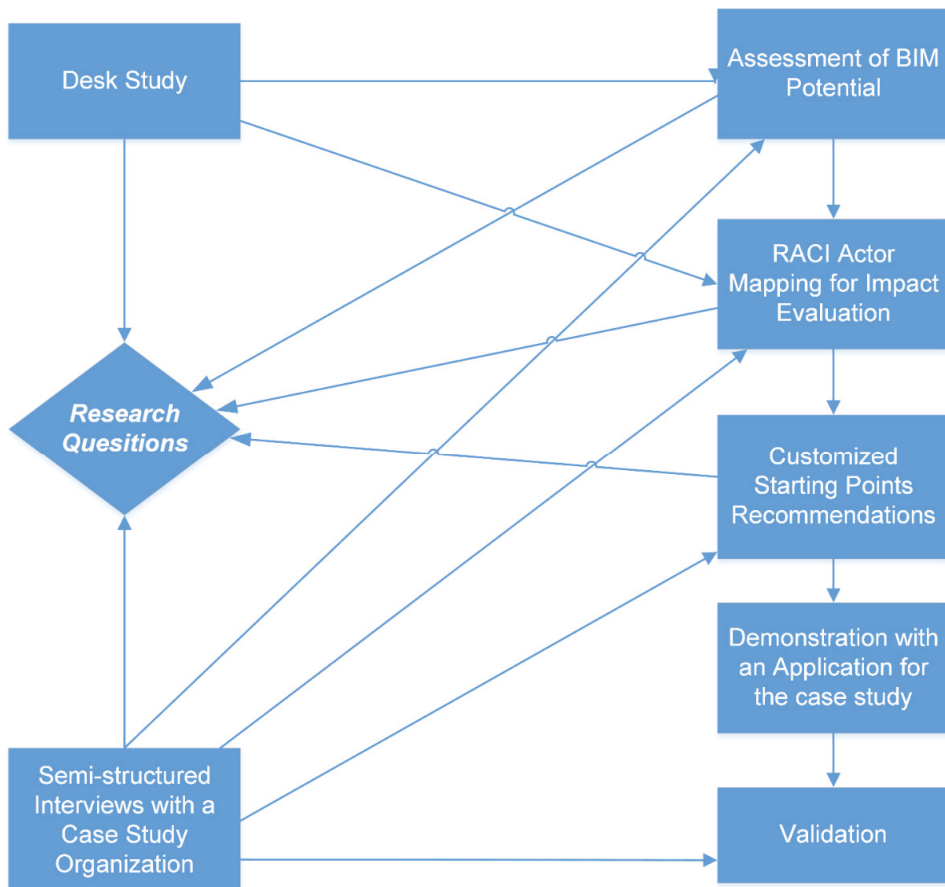 Desk Study
Assessment of BIM
Potential
RACI Actor
Mapping for Impact
Evaluation
Research
Quesitions
Customized
Starting Points
Recommendations
Demonstration with
an Application for
the case study
Semi-structured
Interviews with a
Case Study
Organization
Validation